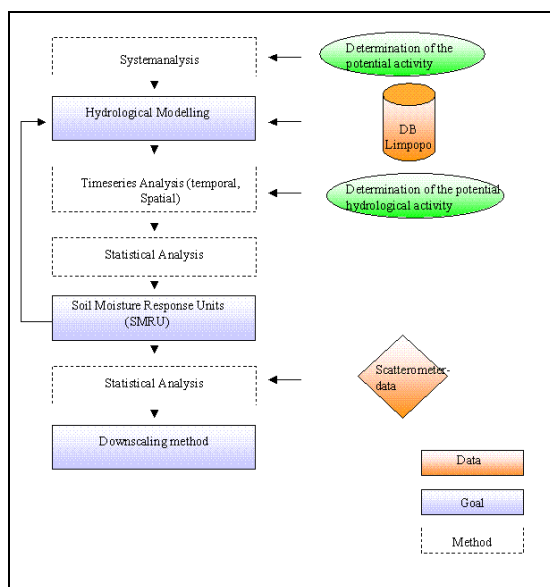 Systemanalysis
Determination of the
potential activity
Hydrological Modelling
DB
Limpopo
Timeseries Analysis (temporal,
Spatial)
Determination of the potential
hydrological activity
Statistical Analysis
Soil Moisture Response Units
(SMRU)
Statistical Analysis
Scatterometer-
data
Downscaling method
Data
Goal
Method